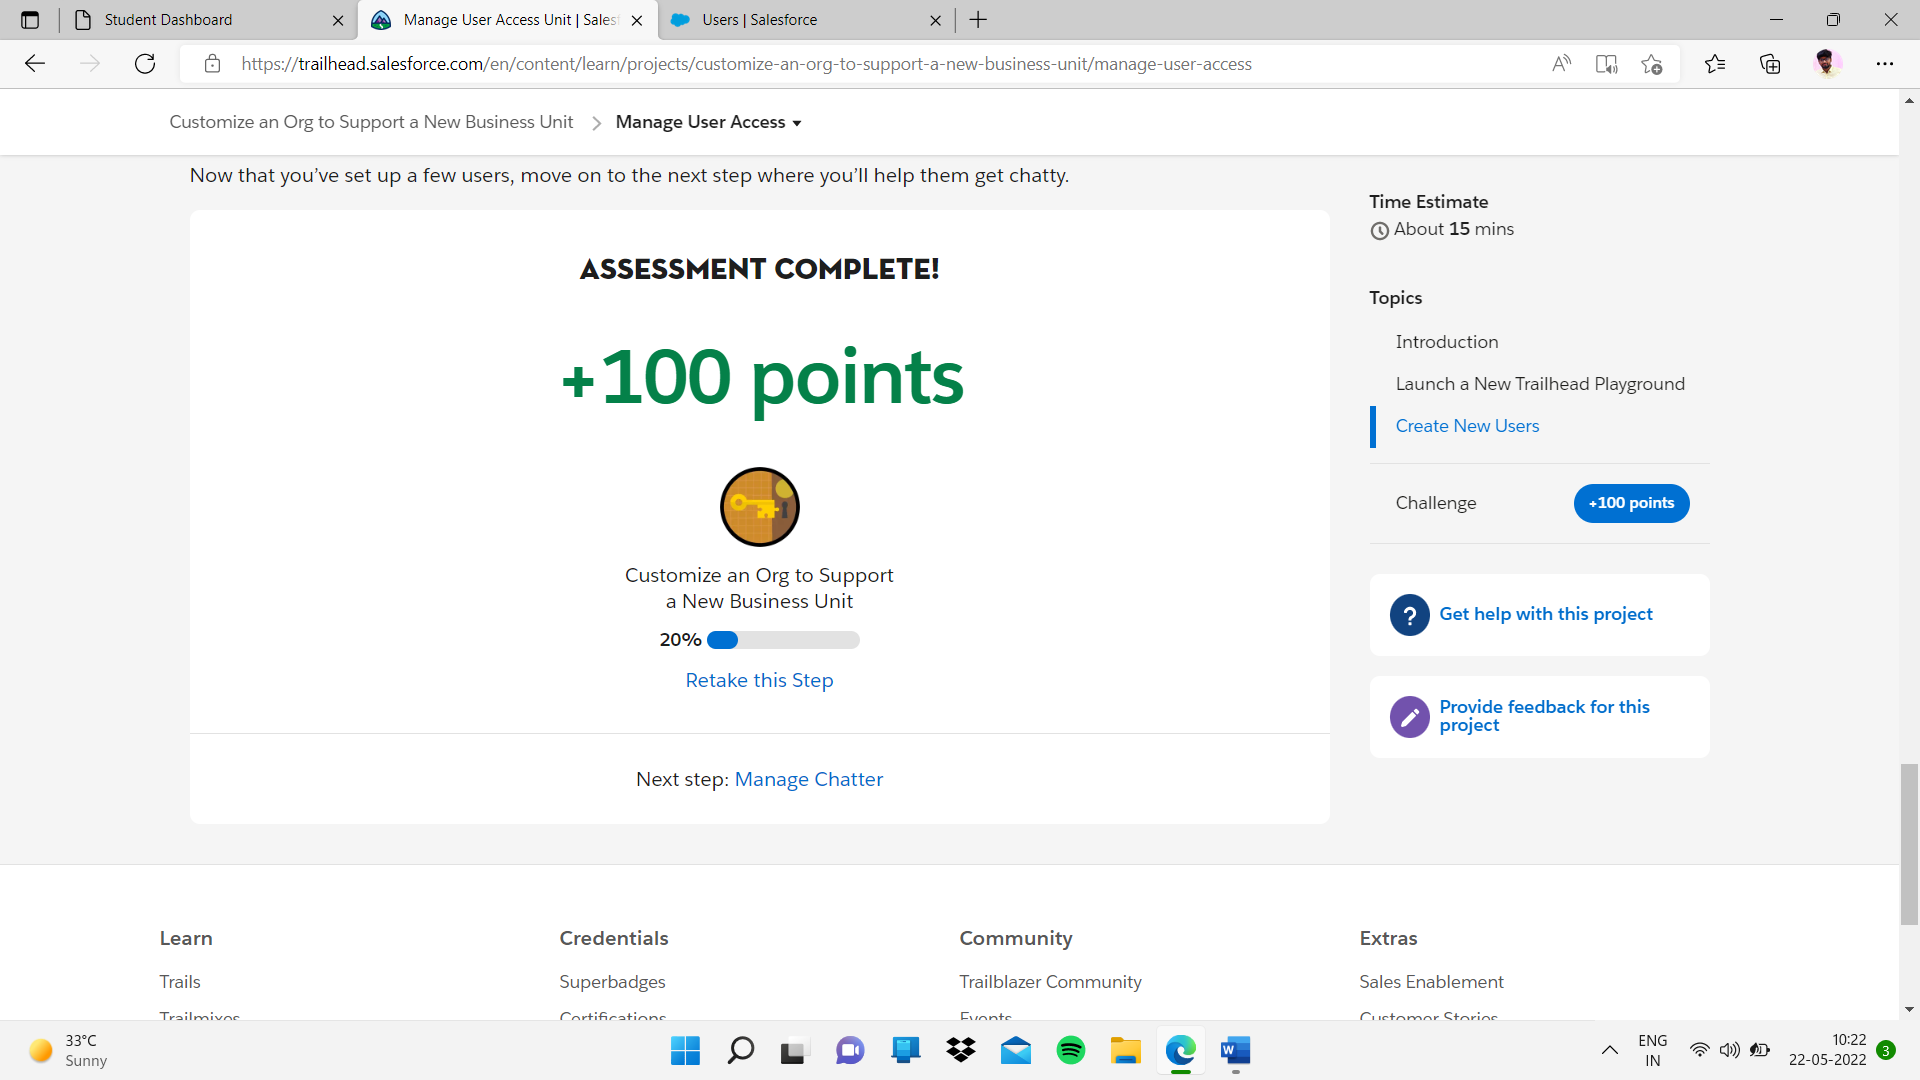 Student Dashboard
Manage User Access Unit | Sales
Users | Salesforce
https://trailhead.salesforce.com/en/content/learn/projects/customize-an-org-to-support-a-new-business-unit/manage-user-access
Customize an Org to Support a New Business Unit
Manage User Access
Now that you’ve set up a few users, move on to the next step where you’ll help them get chatty.
ASSESSMENT COMPLETE!
+100 points
Customize an Org to Support
a New Business Unit
20%
Retake this Step
Next step: Manage Chatter
Time Estimate
About 15 mins
Topics
Introduction
Launch a New Trailhead Playground
Create New Users
Challenge
+100 points
? Get help with this project
Provide feedback for this
project
Learn
Trails
Trailmixes
Credentials
Superbadges
Certifications
Community
Trailblazer Community
Events
Extras
Sales Enablement
Customer Stories
33°C
Sunny
ENG
IN
10:22
22-05-2022
3